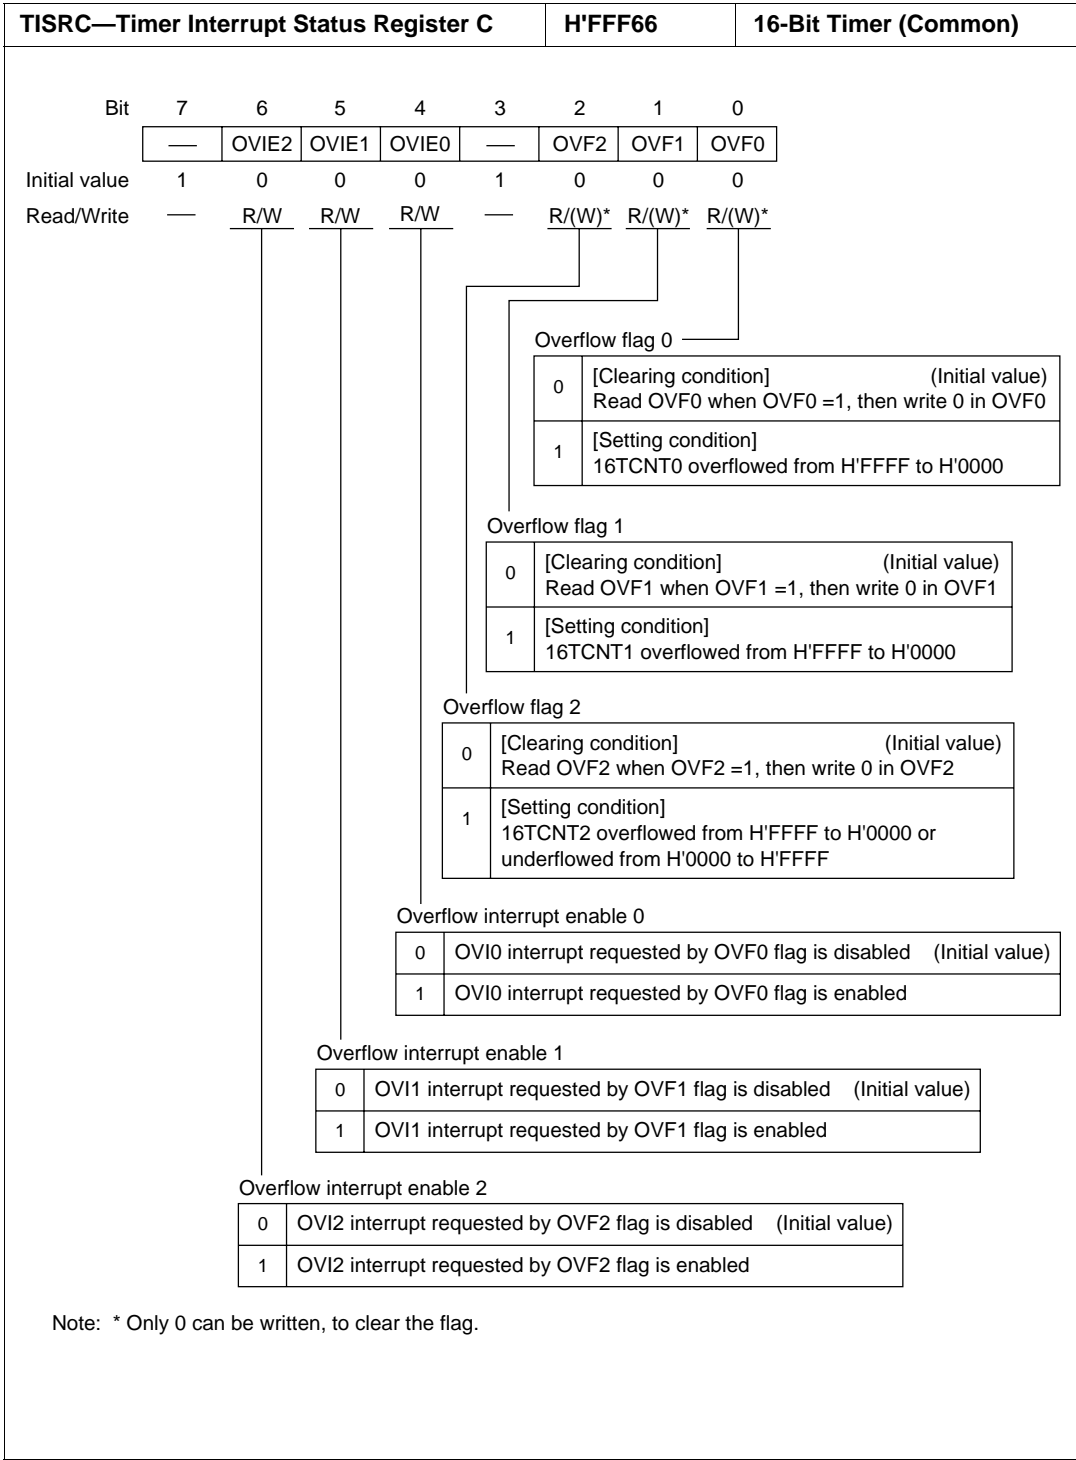 TISRC—Timer Interrupt Status Register C H'FFF66 16-Bit Timer (Common)
Bit 7 6 5 4 3 2 1 0
— OVIE2 OVIE1 OVIE0 — OVF2 OVF1 OVF0
Initial value 1 0 0 0 1 0 0 0
Read/Write — R/W R/W R/W — R/(W)* R/(W)* R/(W)*
Overflow flag 0
0 [Clearing condition] (Initial value)
Read OVF0 when OVF0 =1, then write 0 in OVF0
1 [Setting condition]
16TCNT0 overflowed from H'FFFF to H'0000
Overflow flag 1
0 [Clearing condition] (Initial value)
Read OVF1 when OVF1 =1, then write 0 in OVF1
1 [Setting condition]
16TCNT1 overflowed from H'FFFF to H'0000
Overflow flag 2
0 [Clearing condition] (Initial value)
Read OVF2 when OVF2 =1, then write 0 in OVF2
1 [Setting condition]
16TCNT2 overflowed from H'FFFF to H'0000 or
underflowed from H'0000 to H'FFFF
Overflow interrupt enable 0
0 OVI0 interrupt requested by OVF0 flag is disabled (Initial value)
1 OVI0 interrupt requested by OVF0 flag is enabled
Overflow interrupt enable 1
0 OVI1 interrupt requested by OVF1 flag is disabled (Initial value)
1 OVI1 interrupt requested by OVF1 flag is enabled
Overflow interrupt enable 2
0 OVI2 interrupt requested by OVF2 flag is disabled (Initial value)
1 OVI2 interrupt requested by OVF2 flag is enabled
Note: * Only 0 can be written, to clear the flag.